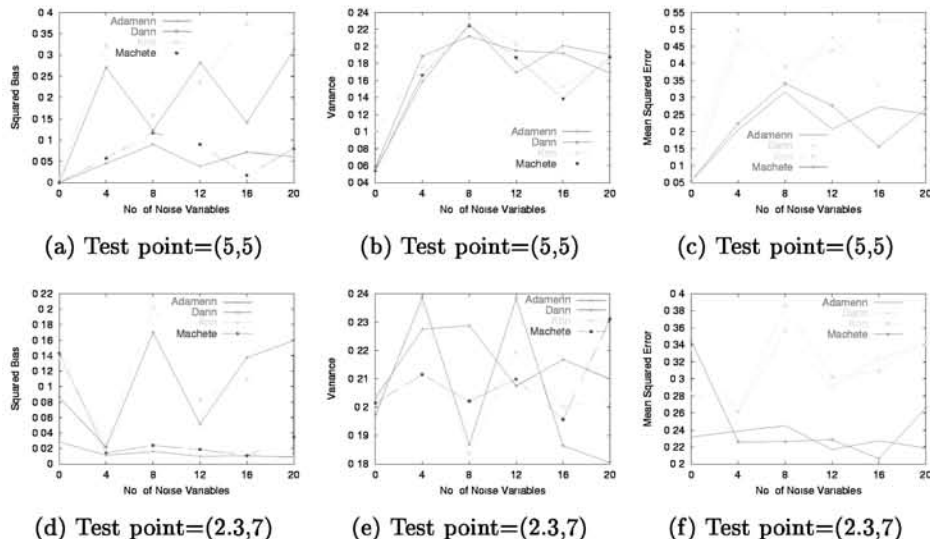 0 4
0 35
0 3
0 25
0 2
0 15
0 1
0 05
0
Squared Bias
Adamenn
Dann
Knn
Machete
0 4 8 12 16 20
No of Noise Variables
(a) Test point=(5,5)
0 24
0 22
0 2
0 18
0 16
0 14
0 12
0 1
0 08
0 06
0 04
Variance
Adamenn
Dann
Knn
Machete
0 4 8 12 16 20
No of Noise Variables
(b) Test point=(5,5)
0 55
0 5
0 45
0 4
0 35
0 3
0 25
0 2
0 15
0 1
0 05
Mean Squared Error
Adamenn
Dann
Knn
Machete
0 4 8 12 16 20
No of Noise Variables
(c) Test point=(5,5)
0 22
0 2
0 18
0 16
0 14
0 12
0 1
0 08
0 06
0 04
0 02
0
Squared Bias
Adamenn
Dann
Knn
Machete
0 4 8 12 16 20
No of Noise Variables
(d) Test point=(2.3,7)
0 24
0 23
0 22
0 21
0 2
0 19
0 18
Variance
Adamenn
Dann
Knn
Machete
0 4 8 12 16 20
No of Noise Variables
(e) Test point=(2.3,7)
0 4
0 38
0 36
0 34
0 32
0 3
0 28
0 26
0 24
0 22
0 2
Mean Squared Error
Adamenn
Dann
Knn
Machete
0 4 8 12 16 20
No of Noise Variables
(f) Test point=(2.3,7)